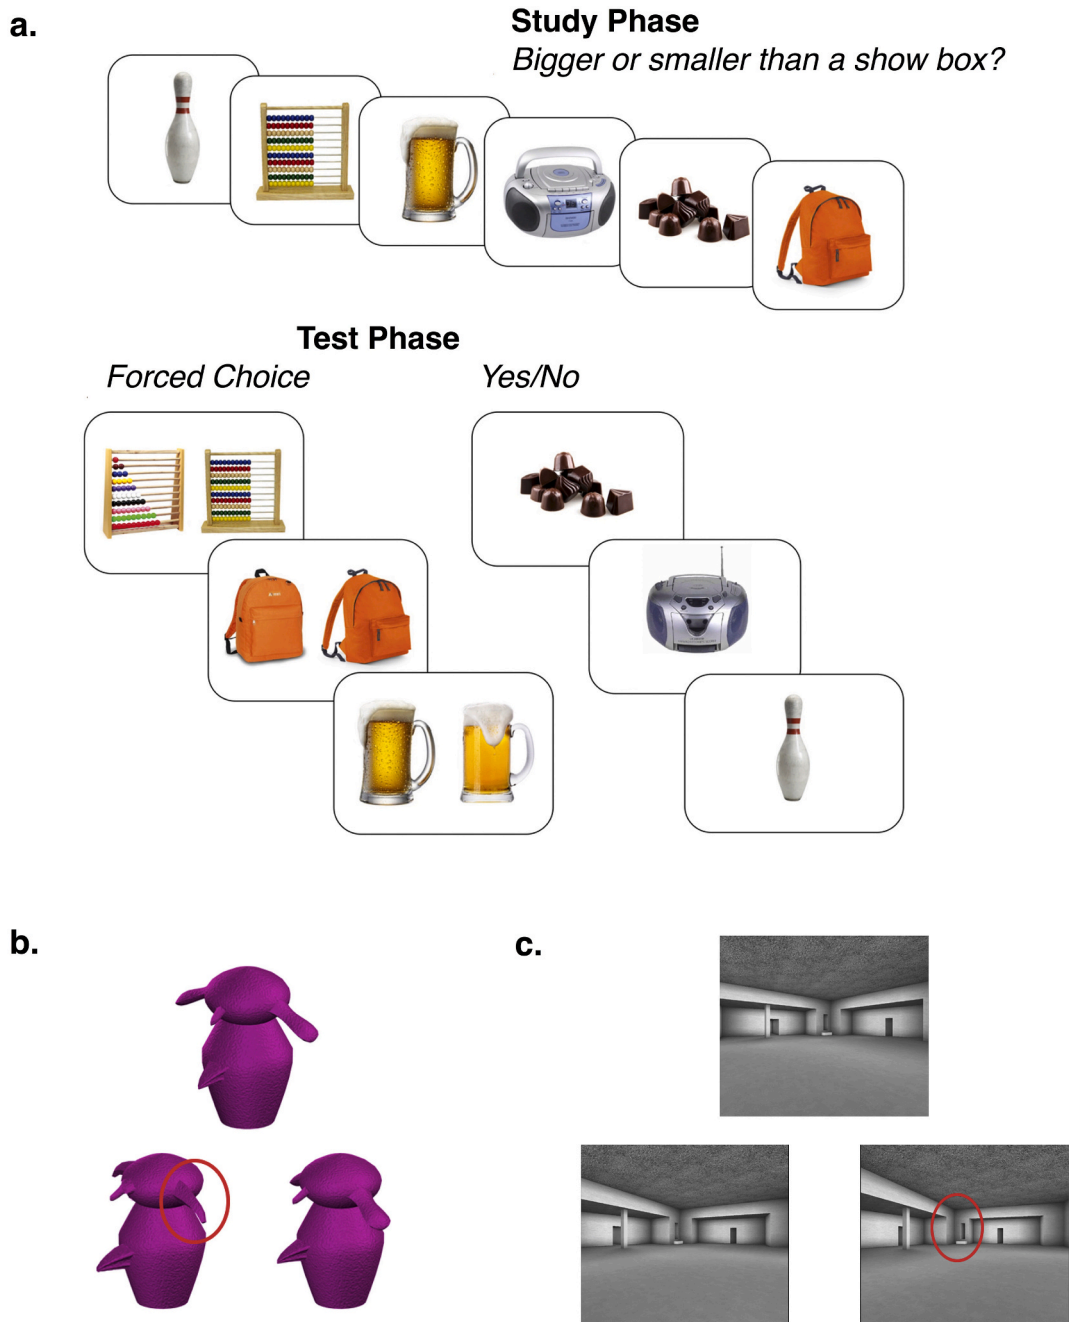 a.
Study Phase
Bigger or smaller than a show box?
Test Phase
Forced Choice
Yes/No
b.
c.